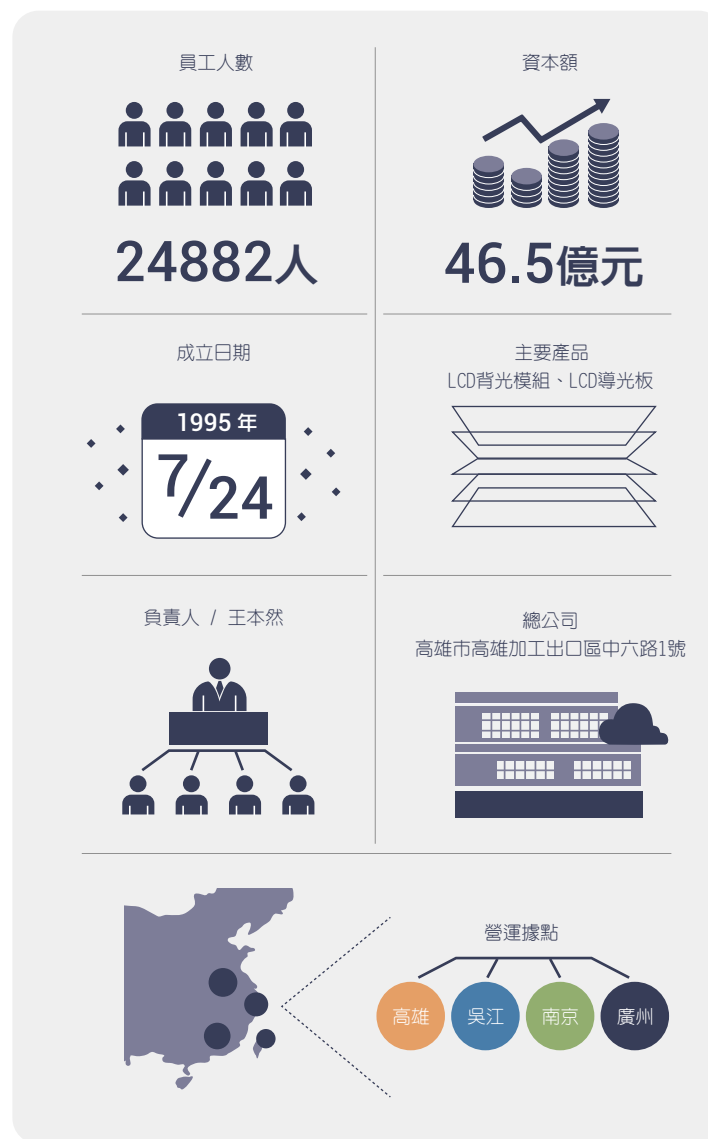 員工人數
24882人
資本額
46.5億元
成立日期
1995 年
7/24
主要產品
LCD背光模組、LCD導光板
負責人 / 王本然
總公司
高雄市高雄加工出口區中六路1號
營運據點
高雄
吳江
南京
廣州